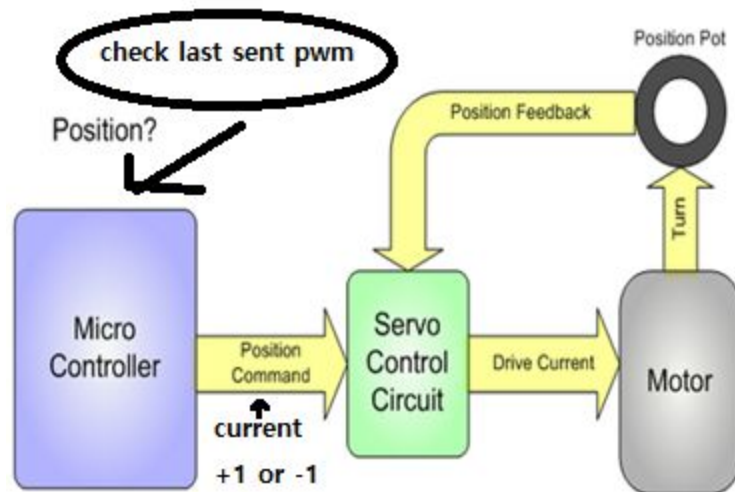 check last sent pwm
Position Pot
Position?
Position Feedback
Turn
Micro
Controller
Position
Command
Servo
Control
Circuit
Drive Current
Motor
current
+1 or -1